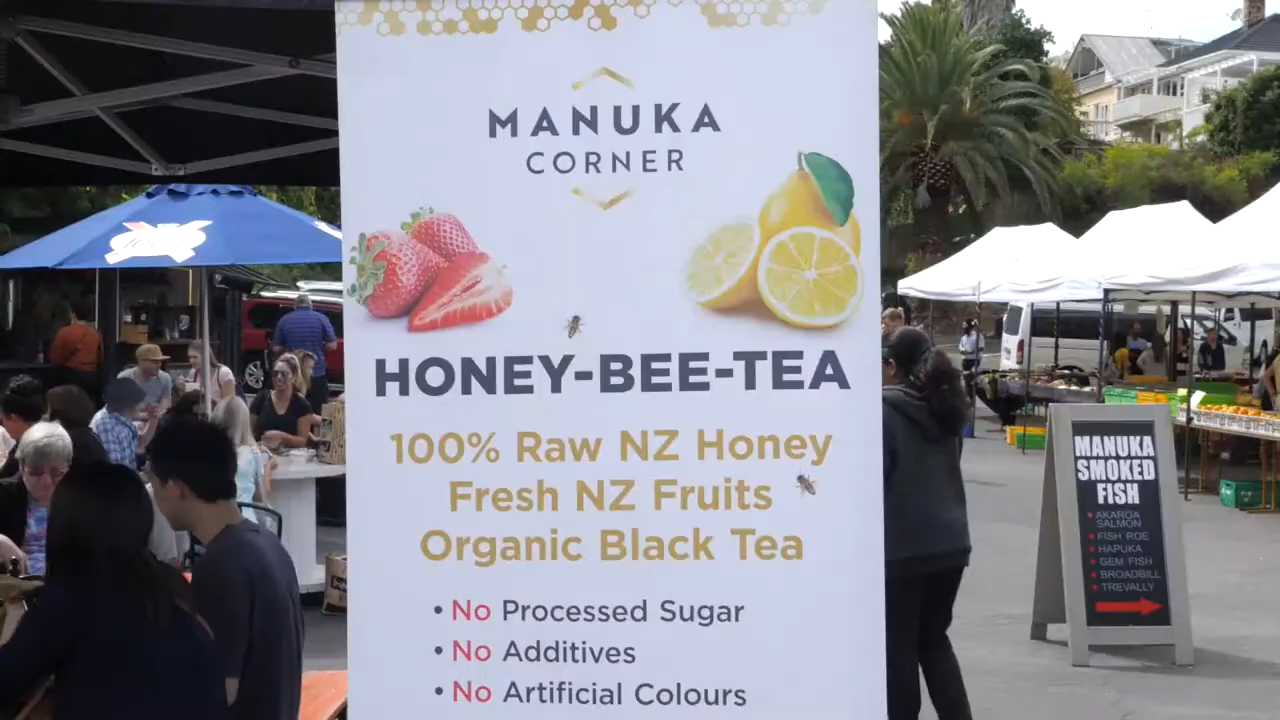 MANUKA
CORNER
HONEY-BEE-TEA
100% Raw NZ Honey
Fresh NZ Fruits
Organic Black Tea
• No Processed Sugar
• No Additives
• No Artificial Colours
MANUKA
SMOKED
FISH
• AKAROA
SALMON
• FISH ROE
• HAPUKA
• GEM FISH
• BROADBILL
• TREVALLY